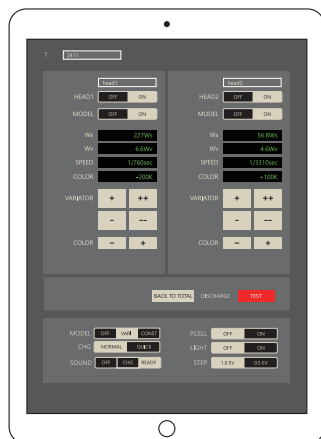 1 2411
head1
HEAD1 OFF ON
MODEL OFF ON
Ws 227Ws
Wv 6.6Wv
SPEED 1/760sec
COLOR -200K
VARIATOR + ++
- --
COLOR - +
head2
HEAD2 OFF ON
MODEL OFF ON
Ws 56.8Ws
Wv 4.6Wv
SPEED 1/3310sec
COLOR +100K
VARIATOR + ++
- --
COLOR - +
BACK TO TOTAL DISCHARGE TEST
MODEL OFF VARI CONST
CHG NORMAL QUICK
SOUND OFF CHG READY
P.CELL OFF ON
LIGHT OFF ON
STEP 1.0 EV 0.5 EV